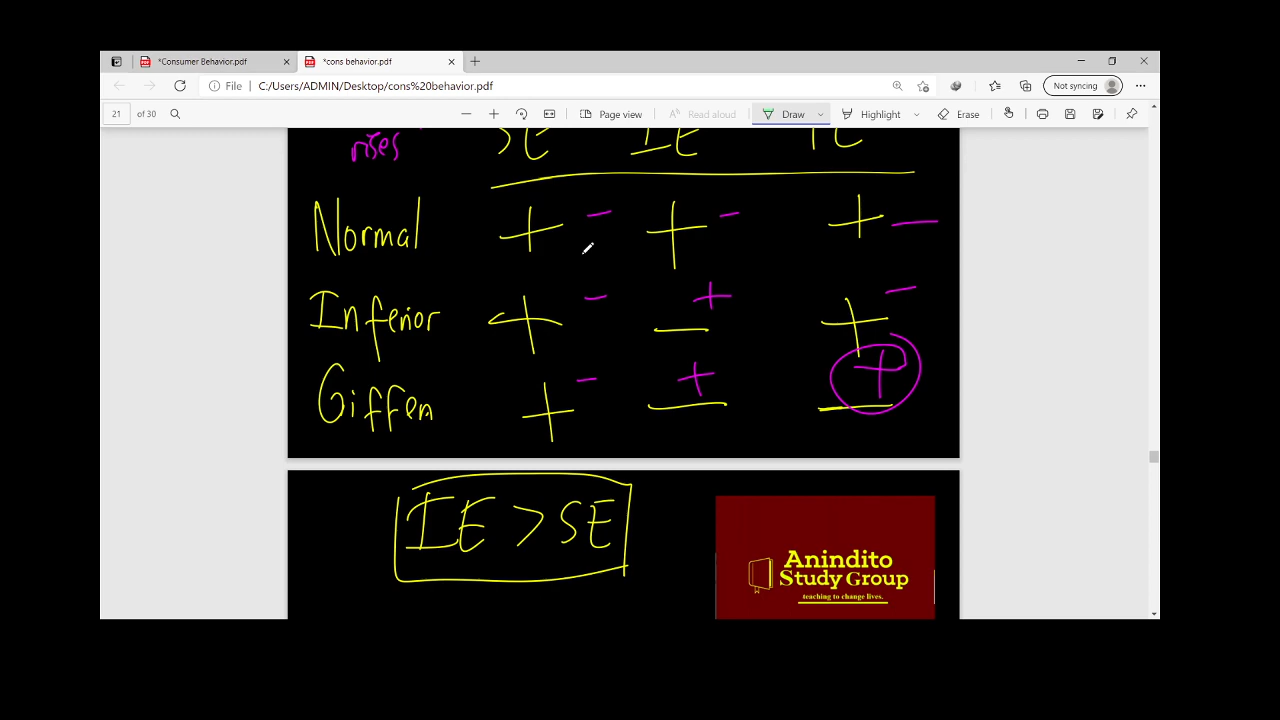 *Consumer Behavior.pdf *cons behavior.pdf
File C:/Users/ADMIN/Desktop/cons%20behavior.pdf Not syncing
21 of 30 Page view Read aloud Draw Highlight Erase
rises SE IE TE
Normal + - + - + -
Inferior + - - + + -
Giffen + - - + - +
IE > SE
Anindito
Study Group
teaching to change lives.